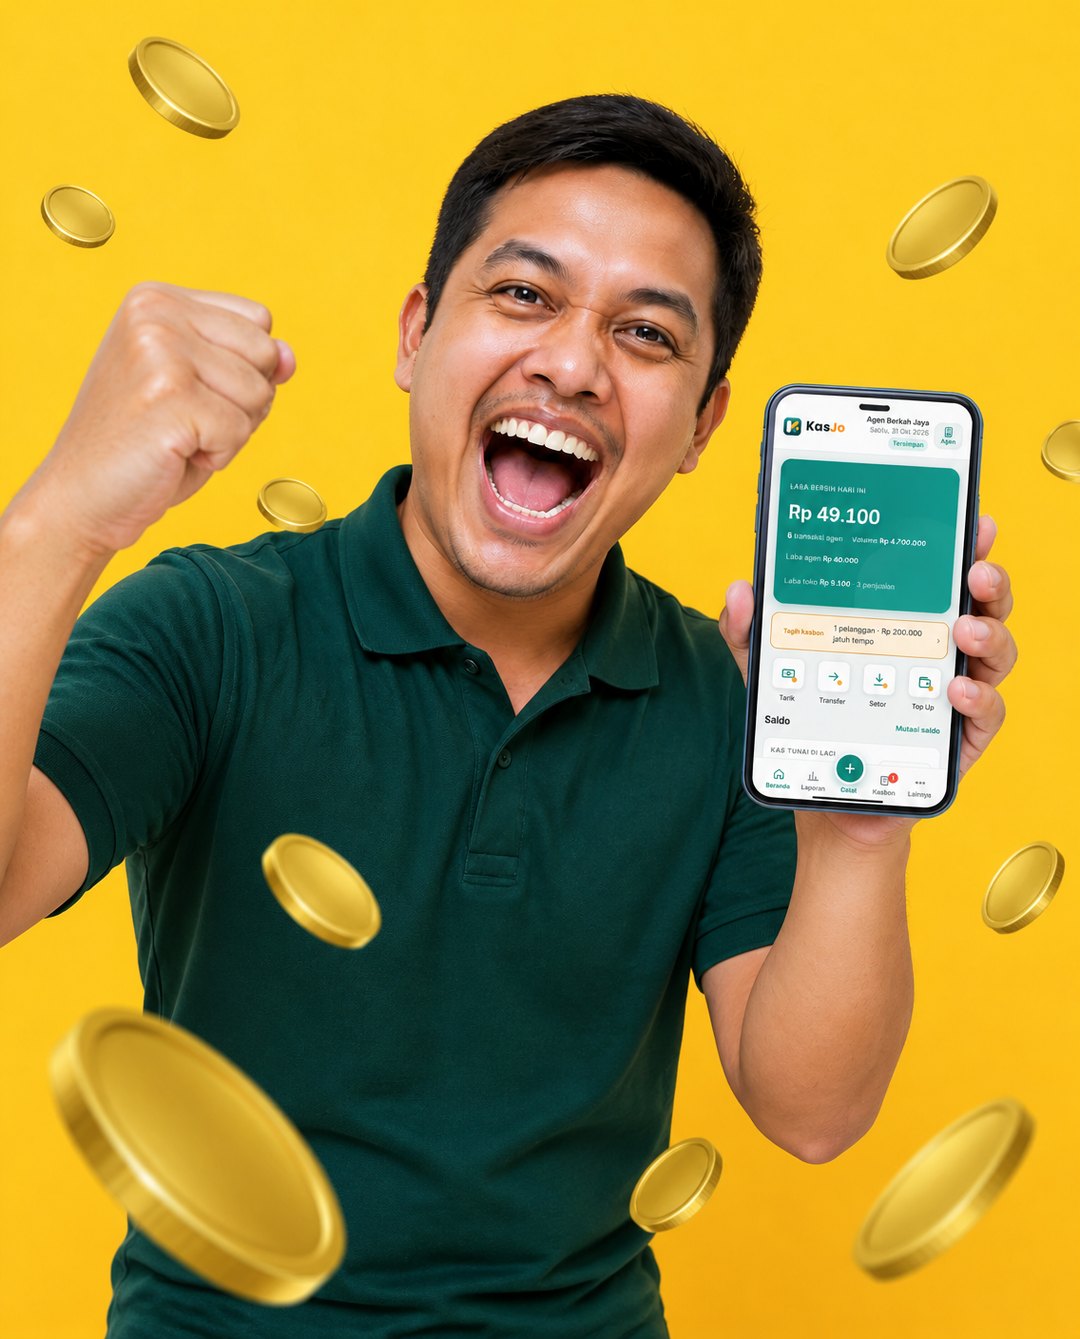 KasJo
Agen Berkah Jaya
Sabtu, 31 Okt 2026
Tersimpan
Agen
LABA BERSIH HARI INI
Rp 49.100
6 transaksi agen Volume Rp 4.700.000
Laba agen Rp 40.000
Laba toko Rp 9.100 · 3 penjualan
Tagih kasbon
1 pelanggan · Rp 200.000
jatuh tempo
Tarik
Transfer
Setor
Top Up
Saldo
Mutasi saldo
KAS TUNAI DI LACI
Beranda
Laporan
Catat
Kasbon
1
Lainnya